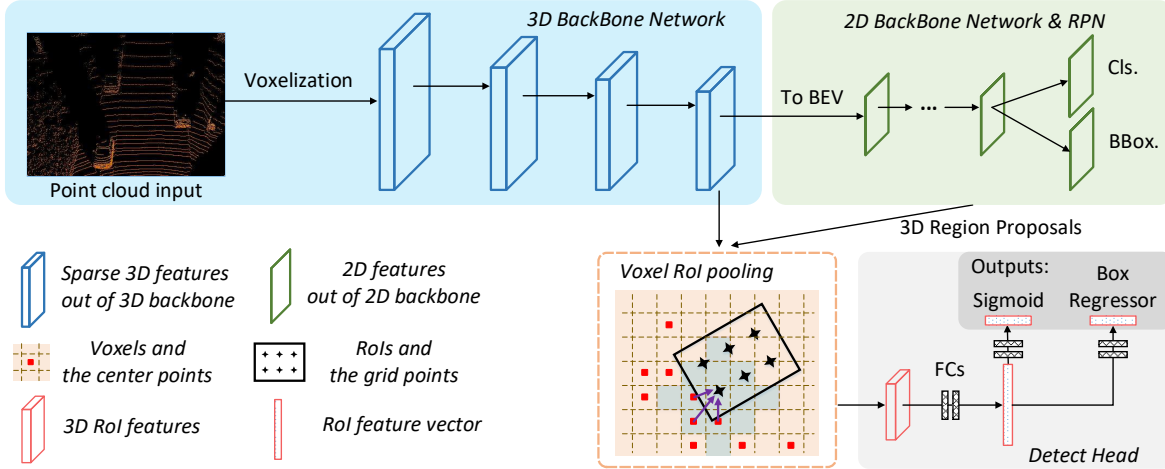 3D BackBone Network
2D BackBone Network & RPN
Voxelization
To BEV
...
Cls.
BBox.
Point cloud input
3D Region Proposals
Sparse 3D features
out of 3D backbone
2D features
out of 2D backbone
Voxels and
the center points
RoIs and
the grid points
3D RoI features
RoI feature vector
Voxel RoI pooling
Outputs:
Sigmoid
Box
Regressor
FCs
Detect Head